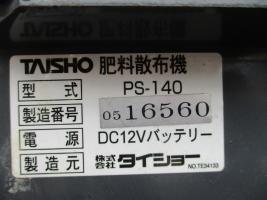 TAISHO 肥料散布機
型式 PS-140
製造番号 0516560
電源 DC12Vバッテリー
製造元 株式会社 タイショー
NO.TE34133